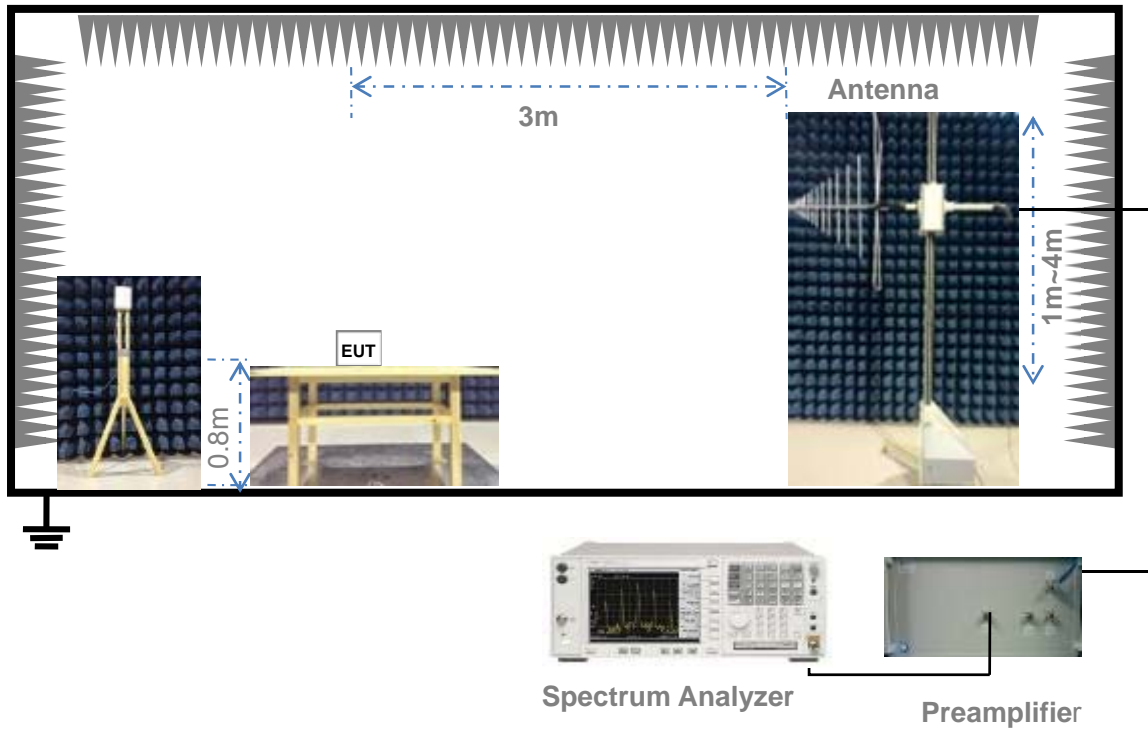 Antenna
3m
1m~4m
EUT
0.8m
Spectrum Analyzer
Preamplifier